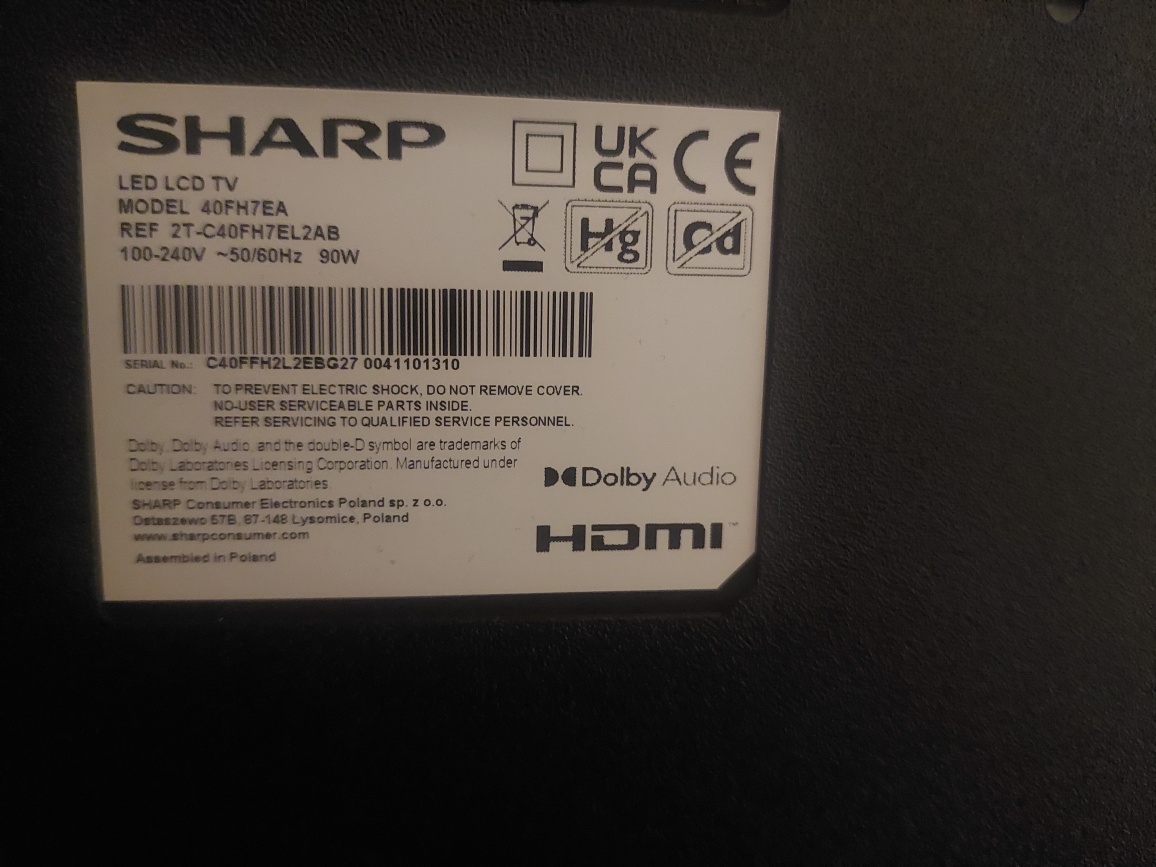 SHARP
UK
CA
CE
LED LCD TV
MODEL 40FH7EA
REF 2T-C40FH7EL2AB
100-240V ~50/60Hz 90W
Hg
Cd
SERIAL No.: C40FFH2L2EBG27 0041101310
CAUTION: TO PREVENT ELECTRIC SHOCK, DO NOT REMOVE COVER.
NO-USER SERVICEABLE PARTS INSIDE.
REFER SERVICING TO QUALIFIED SERVICE PERSONNEL.
Dolby, Dolby Audio, and the double-D symbol are trademarks of
Dolby Laboratories Licensing Corporation. Manufactured under
license from Dolby Laboratories.
Dolby Audio
SHARP Consumer Electronics Poland sp. z o.o.
Ostaszewo 57B, 87-148 Lysomice, Poland
www.sharpconsumer.com
HDMI™
Assembled in Poland